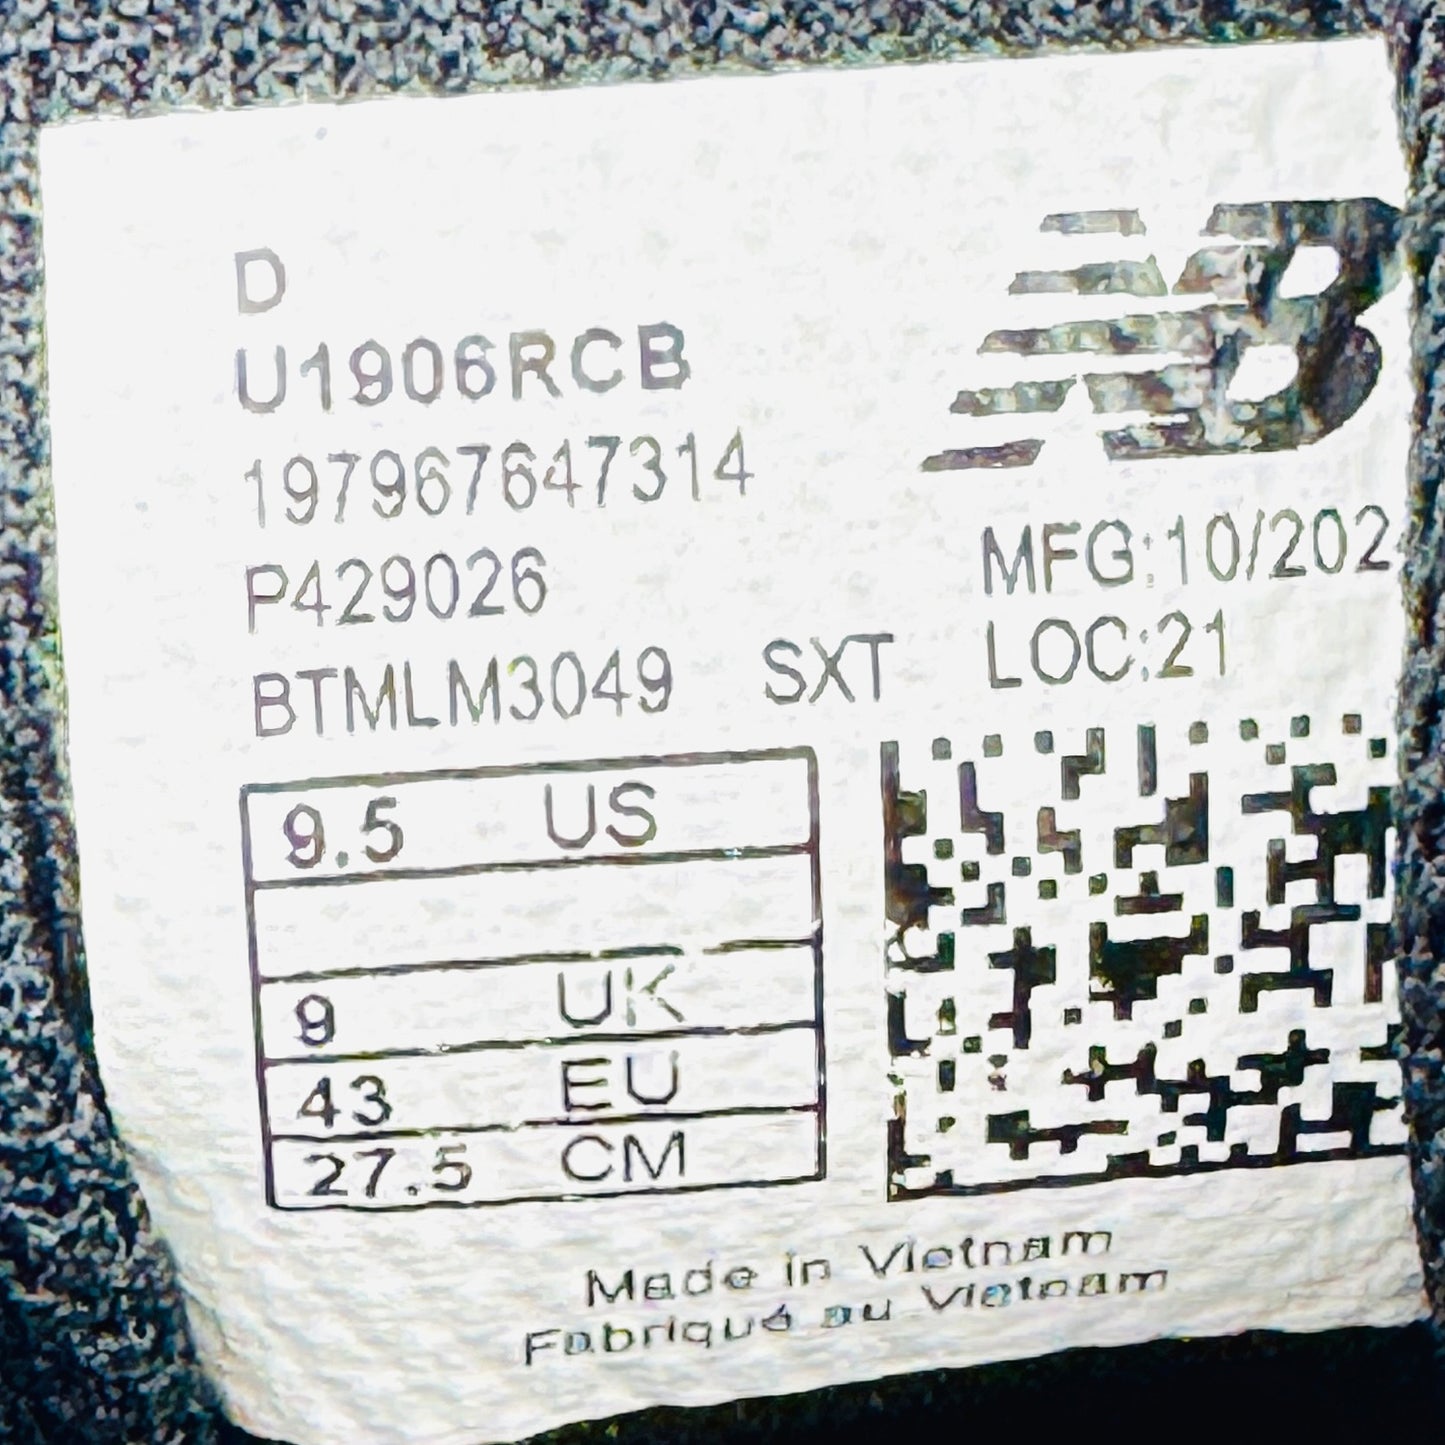 D
U1906RCB
197967647314
P429026
BTMLM3049 SXT
MFG:10/202
LOC:21
9.5 US
9 UK
43 EU
27.5 CM
Made in Vietnam
Fabriqué au Vietnam